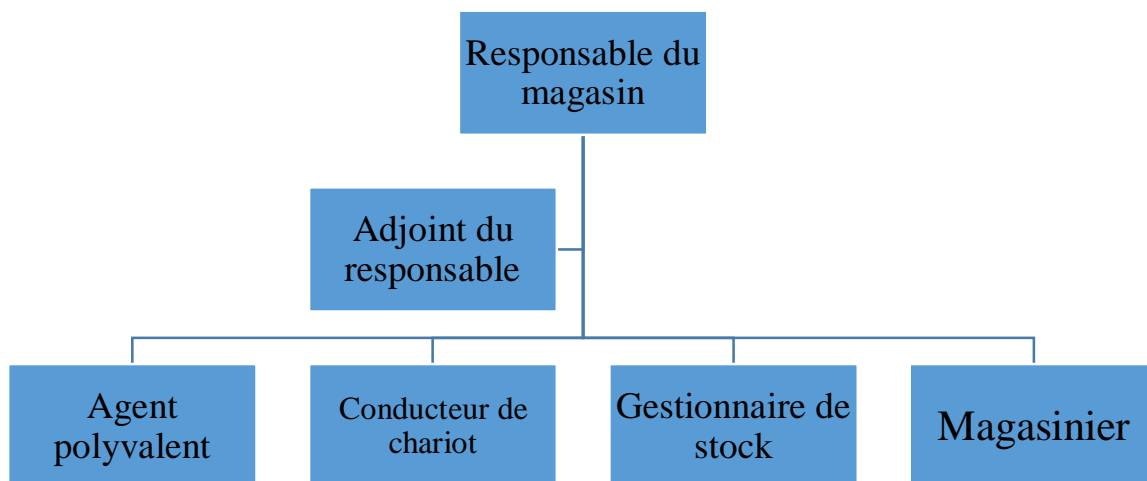 Responsable du
magasin
Adjoint du
responsable
Agent
polyvalent
Conducteur de
chariot
Gestionnaire de
stock
Magasinier